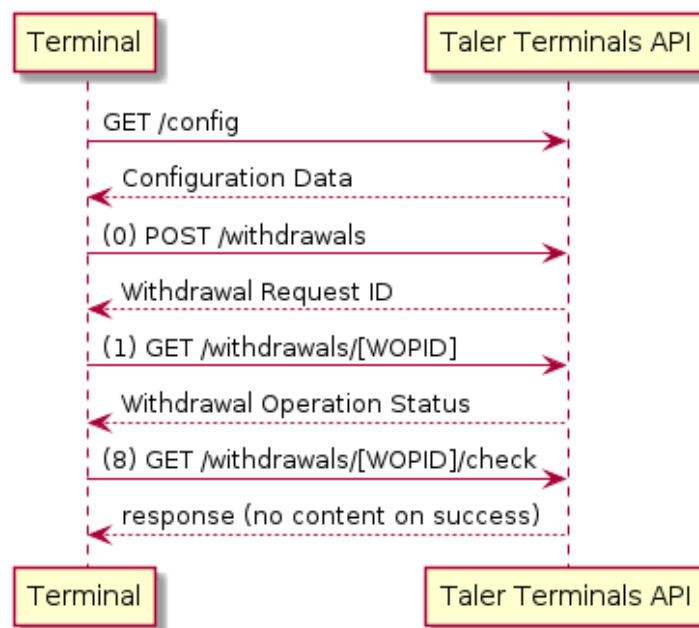 Terminal
Taler Terminals API
GET /config
Configuration Data
(0) POST /withdrawals
Withdrawal Request ID
(1) GET /withdrawals/[WOPID]
Withdrawal Operation Status
(8) GET /withdrawals/[WOPID]/check
response (no content on success)
Terminal
Taler Terminals API